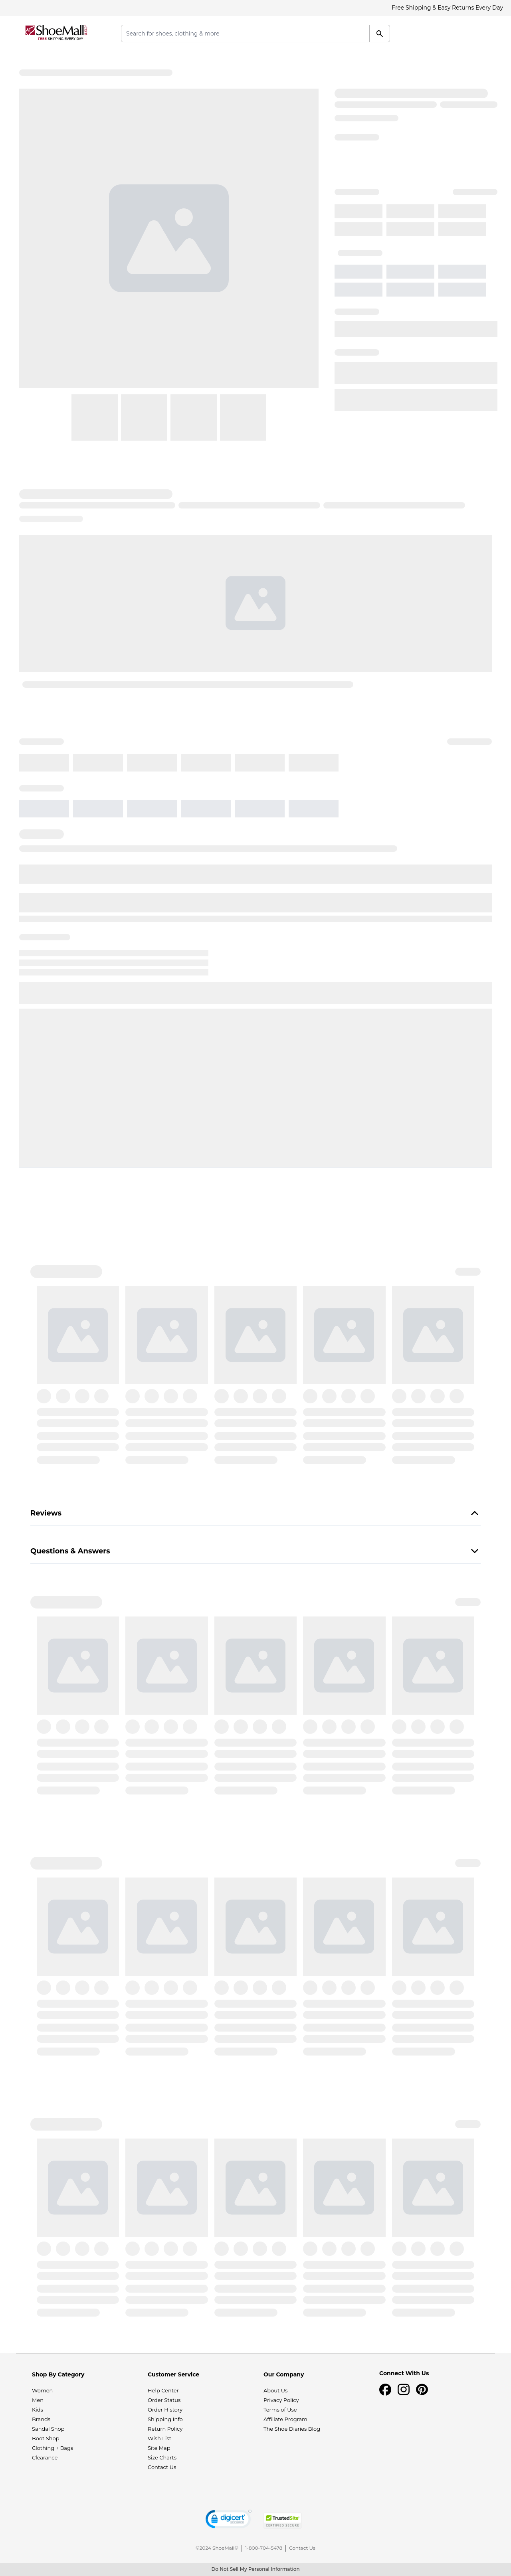 Free Shipping & Easy Returns Every Day
ShoeMall
FREE SHIPPING EVERY DAY
Search for shoes, clothing & more
Reviews
Questions & Answers
Shop By Category
Women
Men
Kids
Brands
Sandal Shop
Boot Shop
Clothing + Bags
Clearance
Customer Service
Help Center
Order Status
Order History
Shipping Info
Return Policy
Wish List
Site Map
Size Charts
Contact Us
Our Company
About Us
Privacy Policy
Terms of Use
Affiliate Program
The Shoe Diaries Blog
Connect With Us
digicert
TrustedSite
CERTIFIED SECURE
©2024 ShoeMall® | 1-800-704-5478 | Contact Us
Do Not Sell My Personal Information